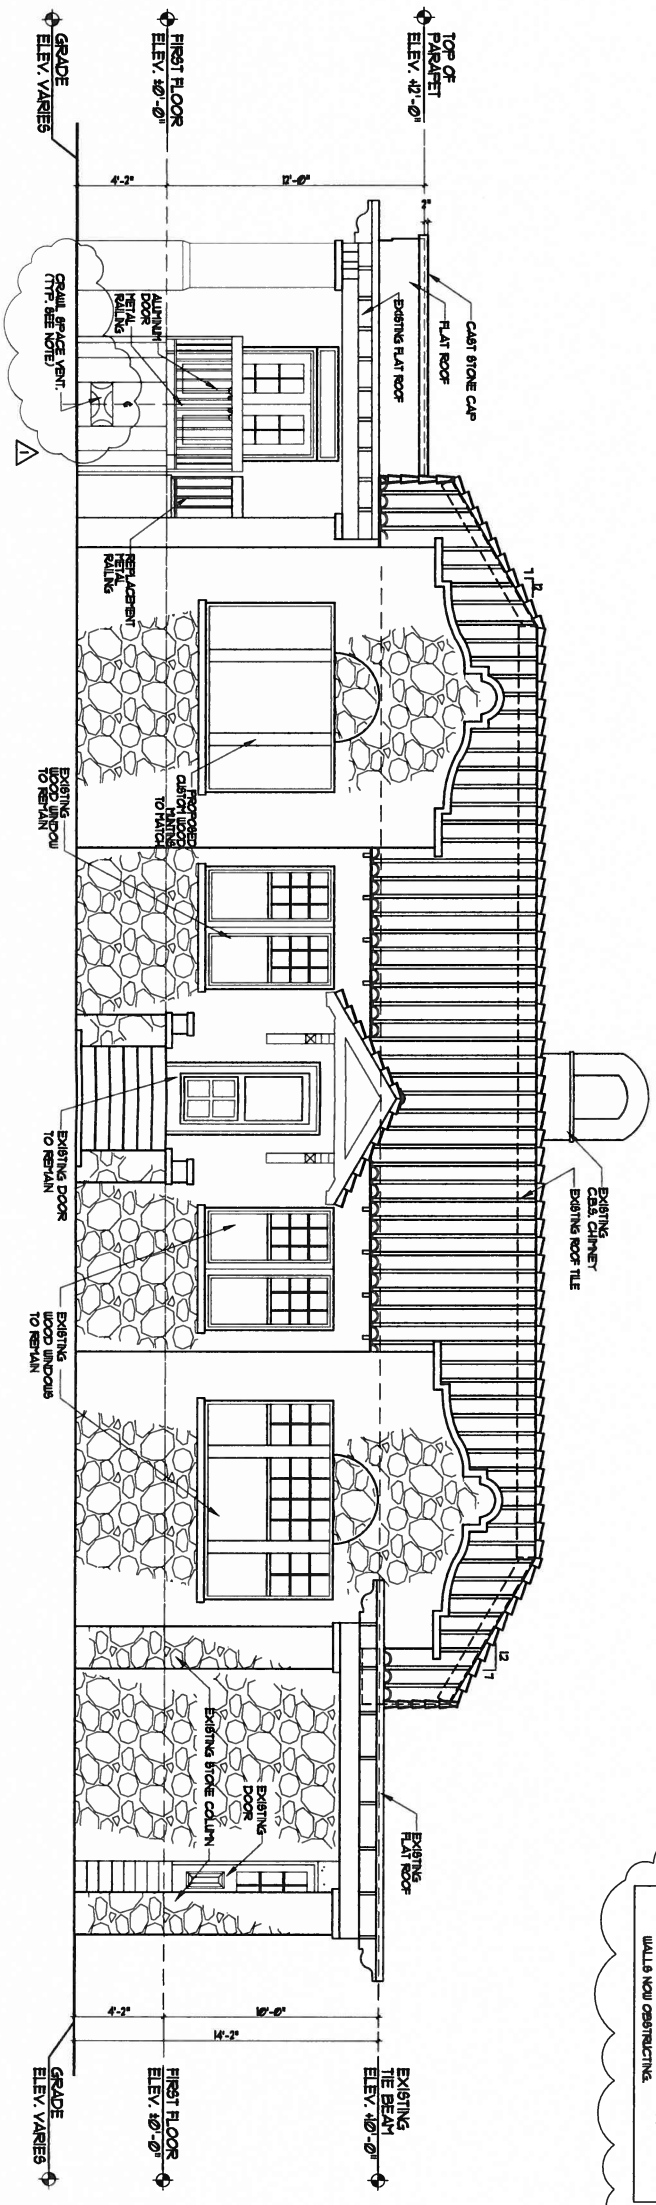 TOP OF
PARAPET
ELEV. +12'-0"
FIRST FLOOR
ELEV. ±0'-0"
GRADE
ELEV. VARIES
12'-0"
4'-2"
2"
CAST STONE CAP
FLAT ROOF
EXISTING FLAT ROOF
ALUMINUM
DOOR
METAL
RAILING
CRAWL SPACE VENT.
(TYP. SEE NOTE)
6
1
REPLACEMENT
METAL
RAILING
12
7
PROPOSED
CUSTOM WOOD
MUNTINS
TO MATCH
EXISTING
WOOD WINDOW
TO REMAIN
EXISTING
C.B.S. CHIMNEY
EXISTING ROOF TILE
EXISTING DOOR
TO REMAIN
EXISTING
WOOD WINDOWS
TO REMAIN
12
7
EXISTING
FLAT ROOF
EXISTING
DOOR
EXISTING STONE COLUMN
10'-0"
4'-2"
14'-2"
EXISTING
TIE BEAM
ELEV. +10'-0"
FIRST FLOOR
ELEV. ±0'-0"
GRADE
ELEV. VARIES
WALLS NOW OBSTRUCTING.